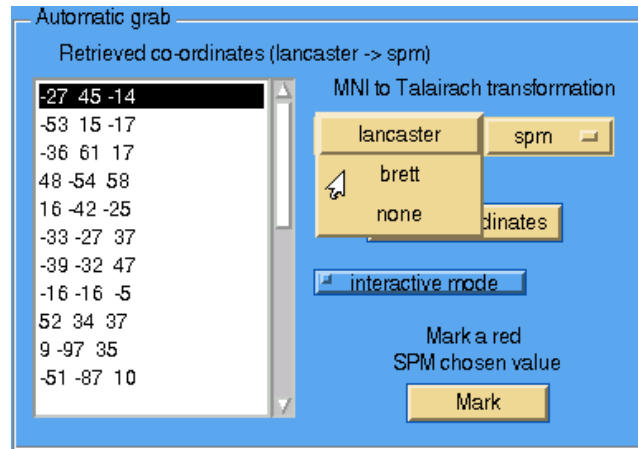 Automatic grab
Retrieved co-ordinates (lancaster -> spm)
-27 45 -14
-53 15 -17
-36 61 17
48 -54 58
16 -42 -25
-33 -27 37
-39 -32 47
-16 -16 -5
52 34 37
9 -97 35
-51 -87 10
MNI to Talairach transformation
lancaster spm
brett
none
dinates
interactive mode
Mark a red
SPM chosen value
Mark